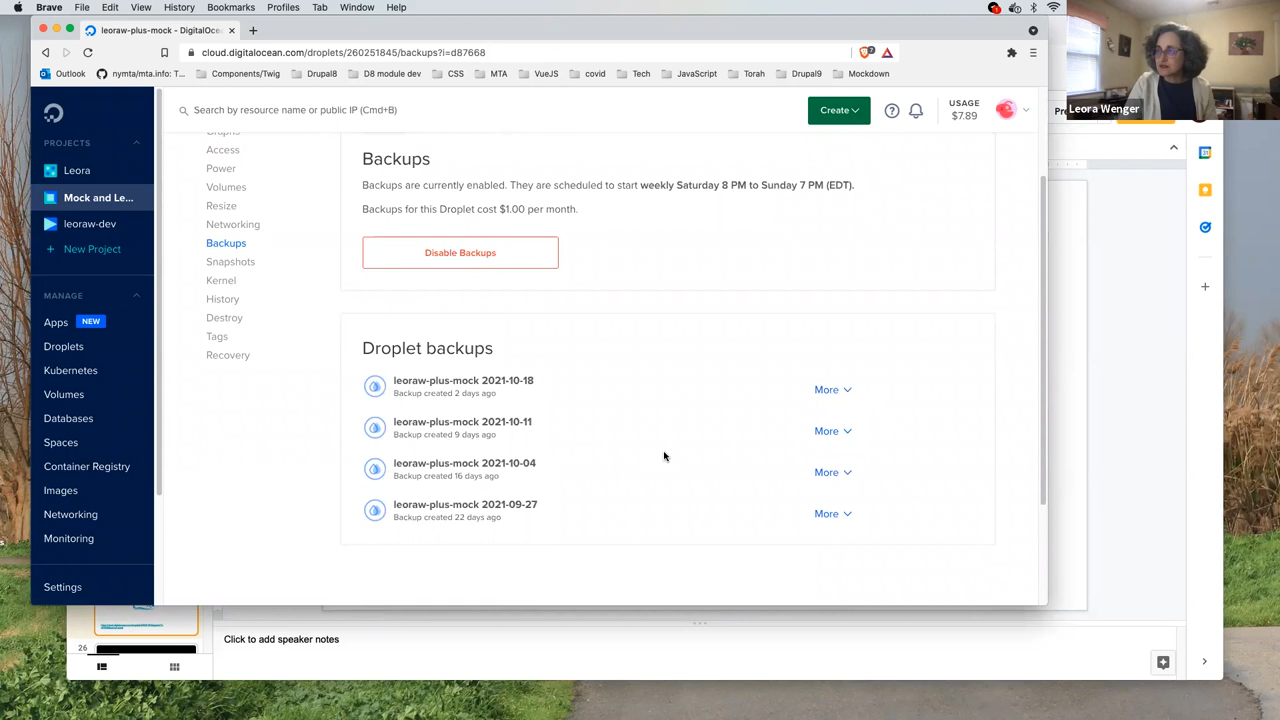 Brave File Edit View History Bookmarks Profiles Tab Window Help
leoraw-plus-mock - DigitalOce
cloud.digitalocean.com/droplets/260251845/backups?i=d87668
Outlook nymta/mta.info: T... Components/Twig Drupal8 D8 module dev CSS MTA VueJS covid Tech JavaScript Torah Drupal9 Mockdown
Leora Wenger
Search by resource name or public IP (Cmd+B)
Create
USAGE
$7.89
PROJECTS
Leora
Mock and Le...
leoraw-dev
+ New Project
MANAGE
Apps NEW
Droplets
Kubernetes
Volumes
Databases
Spaces
Container Registry
Images
Networking
Monitoring
Settings
Graphs
Access
Power
Volumes
Resize
Networking
Backups
Snapshots
Kernel
History
Destroy
Tags
Recovery
Backups
Backups are currently enabled. They are scheduled to start weekly Saturday 8 PM to Sunday 7 PM (EDT).
Backups for this Droplet cost $1.00 per month.
Disable Backups
Droplet backups
leoraw-plus-mock 2021-10-18
Backup created 2 days ago
More
leoraw-plus-mock 2021-10-11
Backup created 9 days ago
More
leoraw-plus-mock 2021-10-04
Backup created 16 days ago
More
leoraw-plus-mock 2021-09-27
Backup created 22 days ago
More
26
Click to add speaker notes